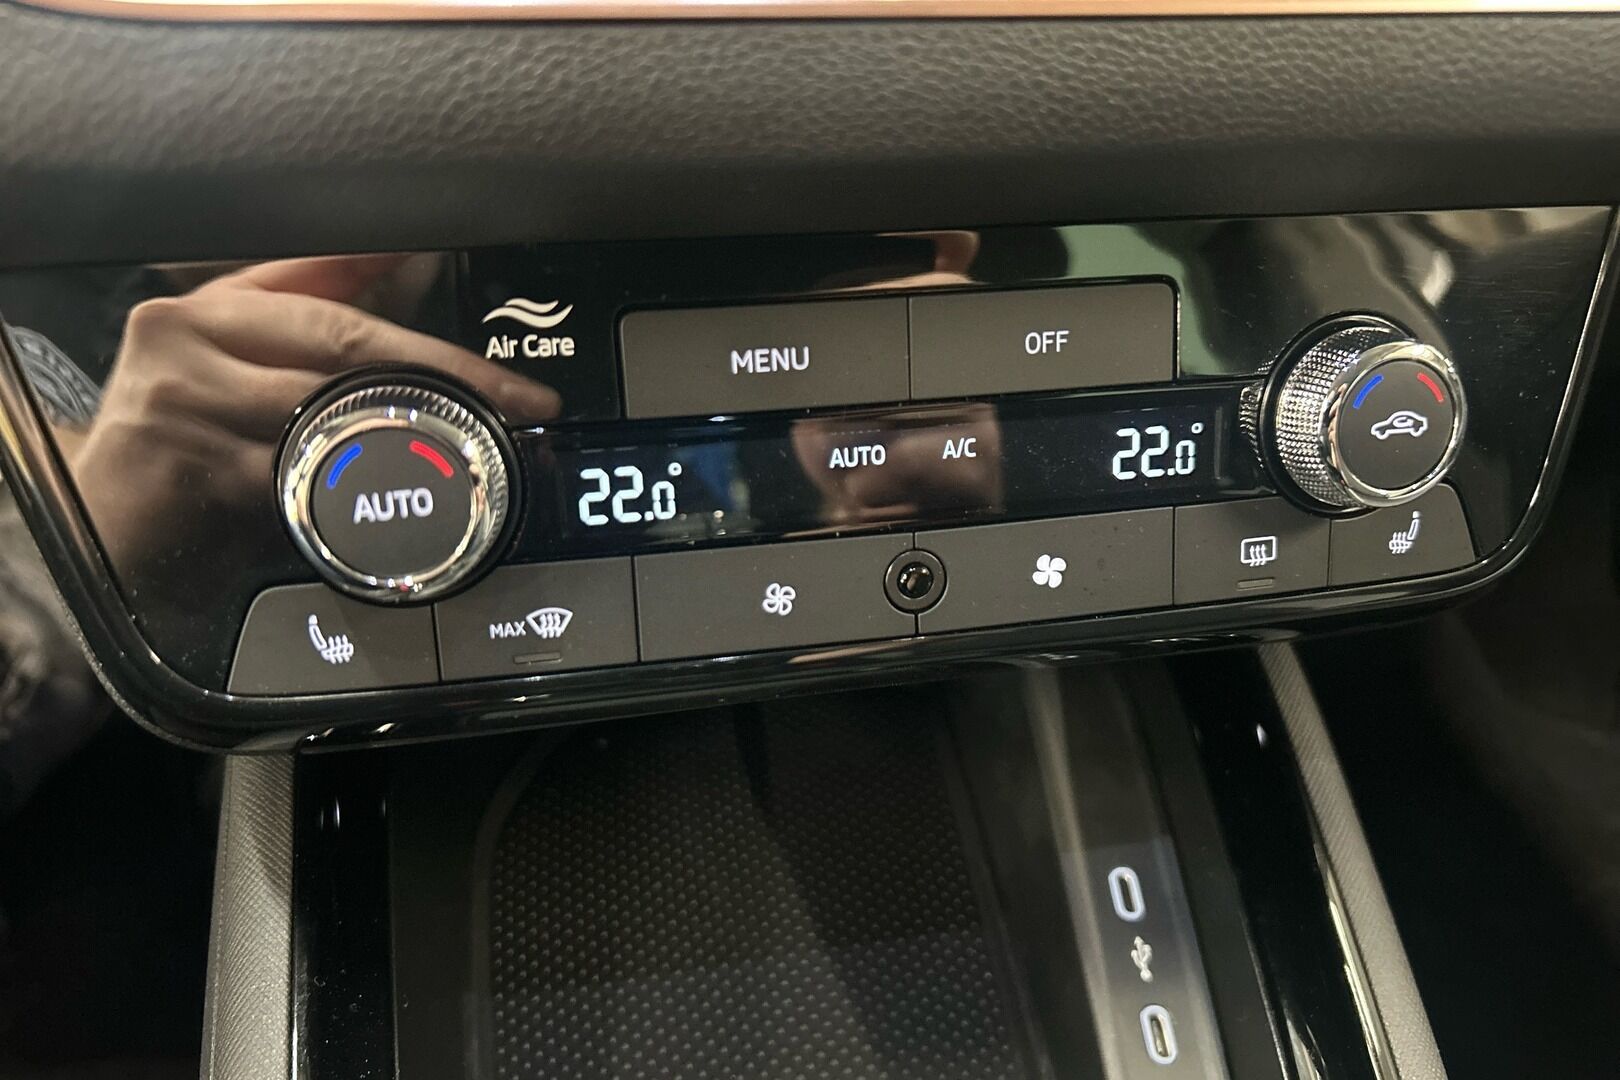 Air Care
MENU
OFF
AUTO
22.0°
AUTO
A/C
22.0°
MAX